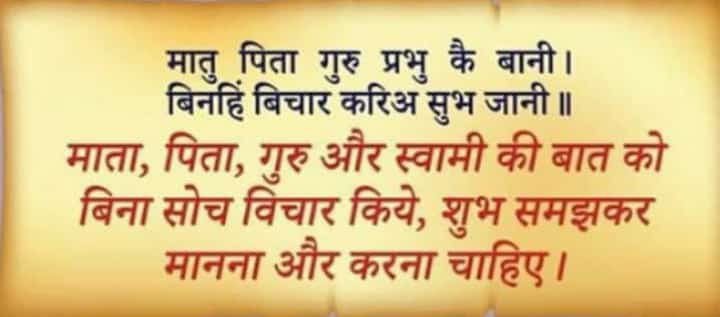 मातु पिता गुरु प्रभु कै बानी।
बिनहिं बिचार करिअ सुभ जानी॥
माता, पिता, गुरु और स्वामी की बात को
बिना सोच विचार किये, शुभ समझकर
मानना और करना चाहिए।